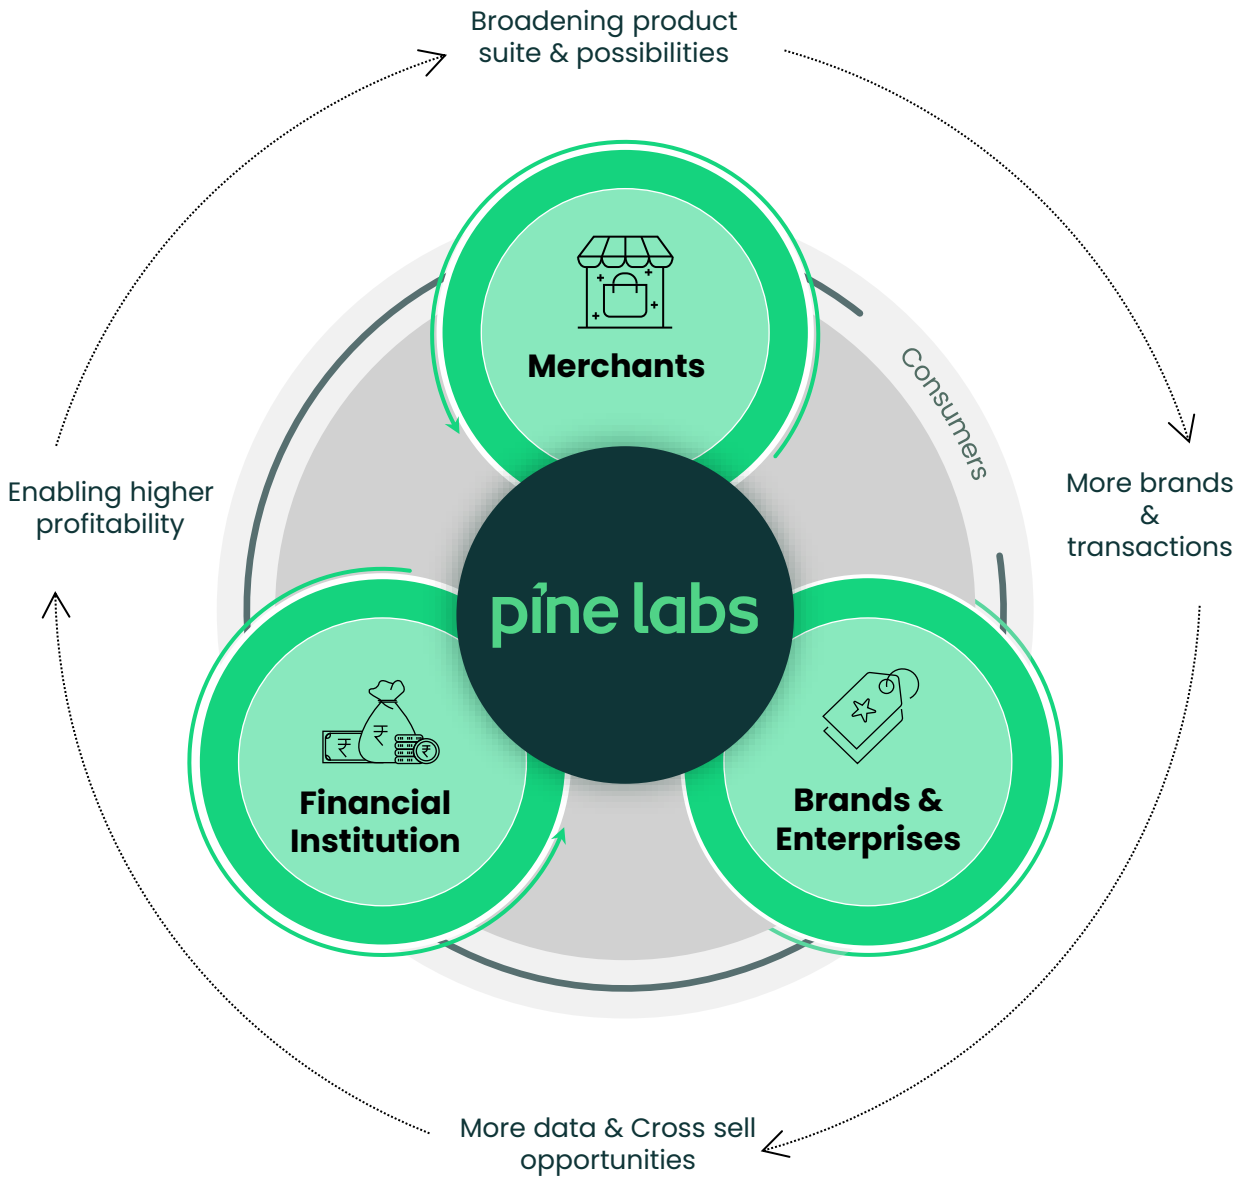 Broadening product
suite & possibilities
Merchants
Consumers
Enabling higher
profitability
More brands
&
transactions
pine labs
₹
₹
₹
Financial
Institution
Brands &
Enterprises
More data & Cross sell
opportunities